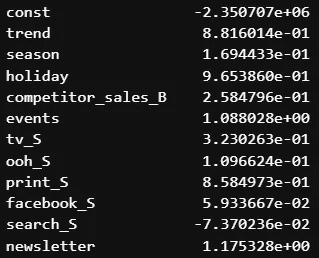 const -2.350707e+06
trend 8.816014e-01
season 1.694433e-01
holiday 9.653860e-01
competitor_sales_B 2.584796e-01
events 1.088028e+00
tv_S 3.230263e-01
ooh_S 1.096624e-01
print_S 8.584973e-01
facebook_S 5.933667e-02
search_S -7.370236e-02
newsletter 1.175328e+00